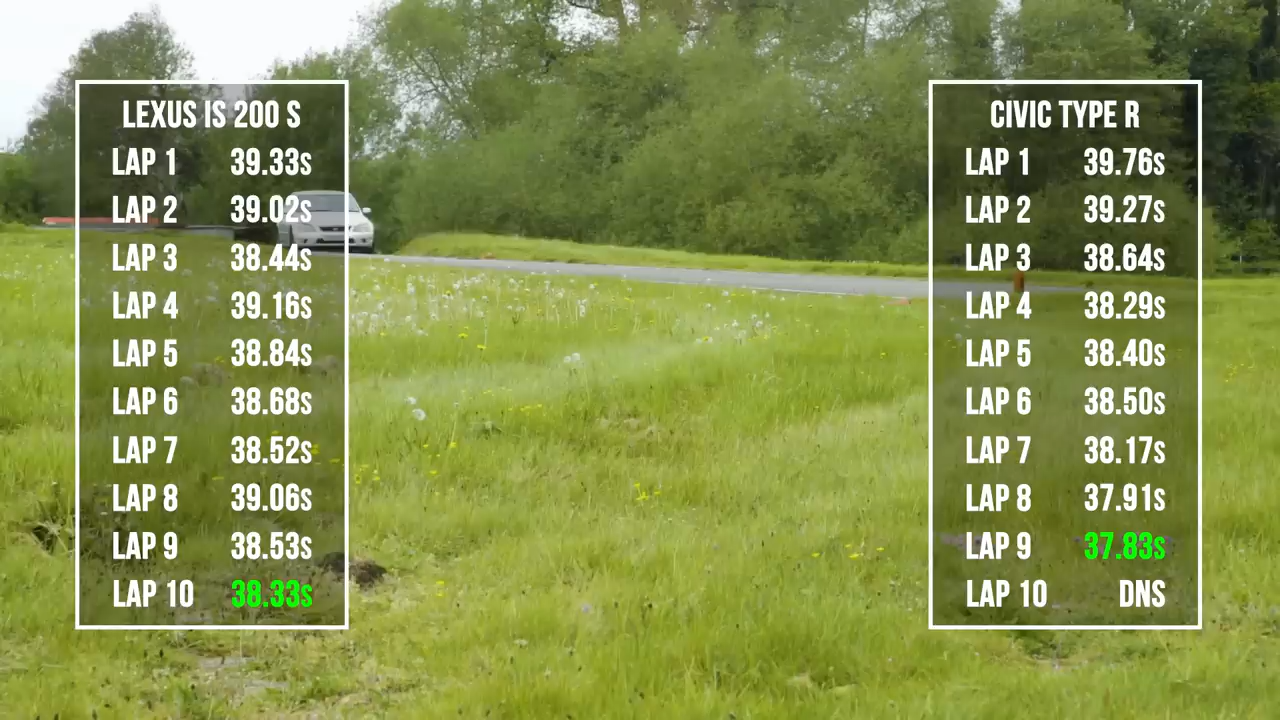 LEXUS IS 200 S
LAP 1 39.33s
LAP 2 39.02s
LAP 3 38.44s
LAP 4 39.16s
LAP 5 38.84s
LAP 6 38.68s
LAP 7 38.52s
LAP 8 39.06s
LAP 9 38.53s
LAP 10 38.33s
CIVIC TYPE R
LAP 1 39.76s
LAP 2 39.27s
LAP 3 38.64s
LAP 4 38.29s
LAP 5 38.40s
LAP 6 38.50s
LAP 7 38.17s
LAP 8 37.91s
LAP 9 37.83s
LAP 10 DNS